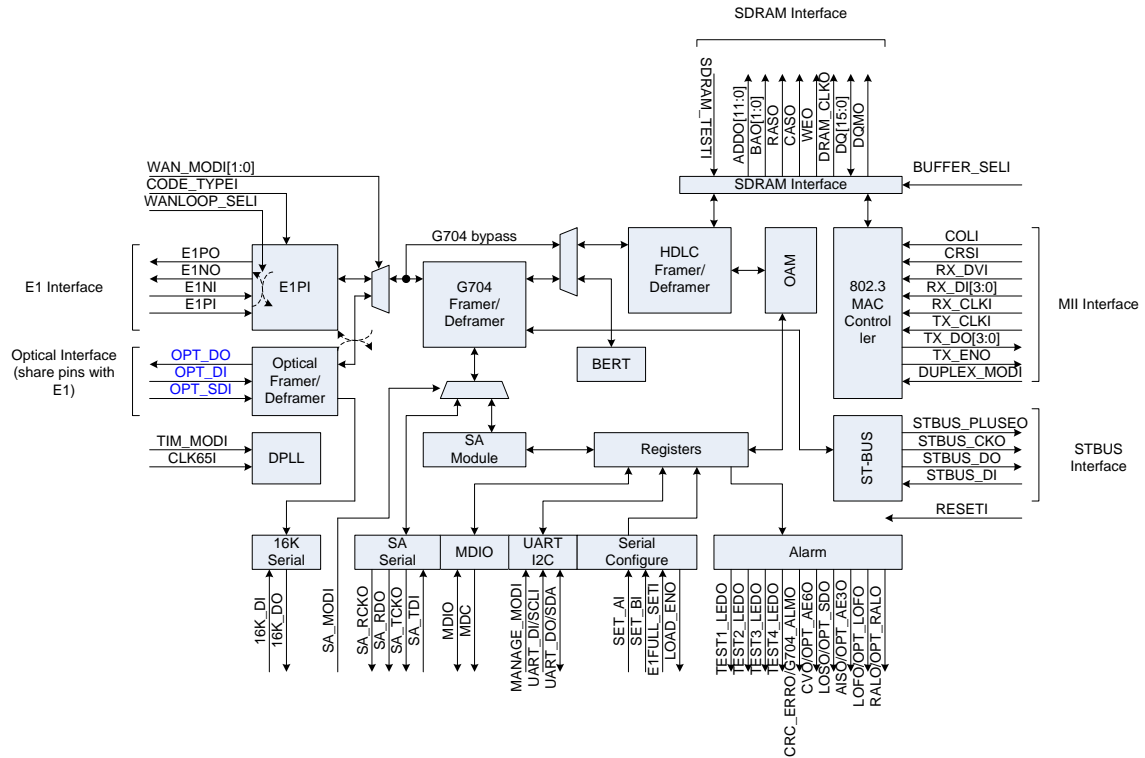 SDRAM Interface
SDRAM_TESTI
ADDO[11:0]
BAO[1:0]
RASO
CASO
WEO
DRAM_CLKO
DQ[15:0]
DQMO
WAN_MODI[1:0]
CODE_TYPEI
WANLOOP_SELI
SDRAM Interface
BUFFER_SELI
E1 Interface
E1PO
E1NO
E1NI
E1PI
E1PI
G704 bypass
G704
Framer/
Deframer
HDLC
Framer/
Deframer
OAM
802.3
MAC
Control
ler
COLI
CRSI
RX_DVI
RX_DI[3:0]
RX_CLKI
TX_CLKI
TX_DO[3:0]
TX_ENO
DUPLEX_MODI
MII Interface
Optical Interface
(share pins with
E1)
OPT_DO
OPT_DI
OPT_SDI
Optical
Framer/
Deframer
BERT
TIM_MODI
CLK65I
DPLL
SA
Module
Registers
ST-BUS
STBUS_PLUSEO
STBUS_CKO
STBUS_DO
STBUS_DI
STBUS
Interface
RESETI
16K
Serial
SA
Serial
MDIO
UART
I2C
Serial
Configure
Alarm
16K_DI
16K_DO
SA_MODI
SA_RCKO
SA_RDO
SA_TCKO
SA_TDI
MDIO
MDC
MANAGE_MODI
UART_DI/SCLI
UART_DO/SDA
SET_AI
SET_BI
E1FULL_SETI
LOAD_ENO
TEST1_LEDO
TEST2_LEDO
TEST3_LEDO
TEST4_LEDO
CRC_ERRO/G704_ALMO
CVO/OPT_AE6O
LOSO/OPT_SDO
AISO/OPT_AE3O
LOFO/OPT_LOFO
RALO/OPT_RALO